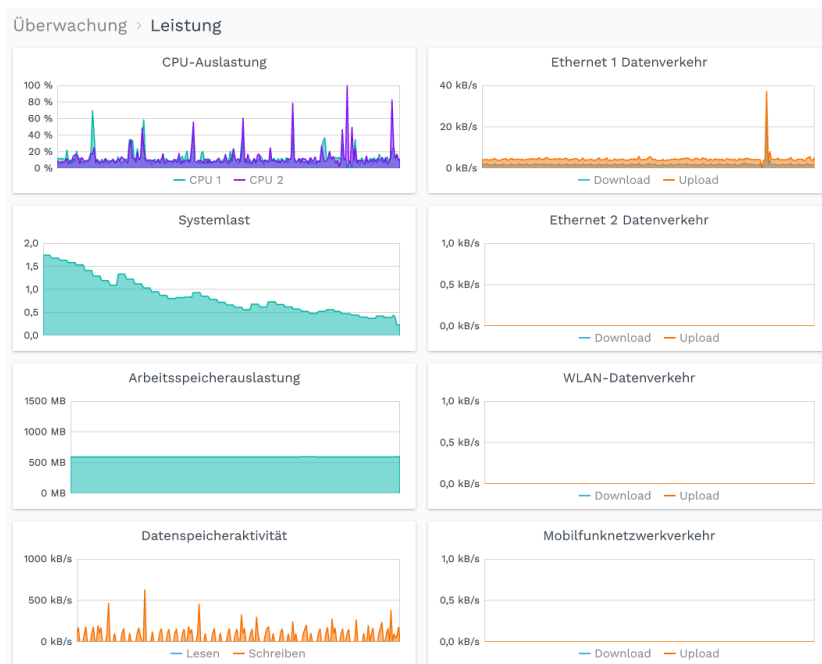 Überwachung > Leistung
CPU-Auslastung
100 %
80 %
60 %
40 %
20 %
0 %
CPU 1 CPU 2
Ethernet 1 Datenverkehr
40 kB/s
20 kB/s
0 kB/s
Download Upload
Systemlast
2,0
1,5
1,0
0,5
0,0
Ethernet 2 Datenverkehr
1,0 kB/s
0,5 kB/s
0,0 kB/s
Download Upload
Arbeitsspeicherauslastung
1500 MB
1000 MB
500 MB
0 MB
WLAN-Datenverkehr
1,0 kB/s
0,5 kB/s
0,0 kB/s
Download Upload
Datenspeicheraktivität
1000 kB/s
500 kB/s
0 kB/s
Lesen Schreiben
Mobilfunknetzwerkverkehr
1,0 kB/s
0,5 kB/s
0,0 kB/s
Download Upload